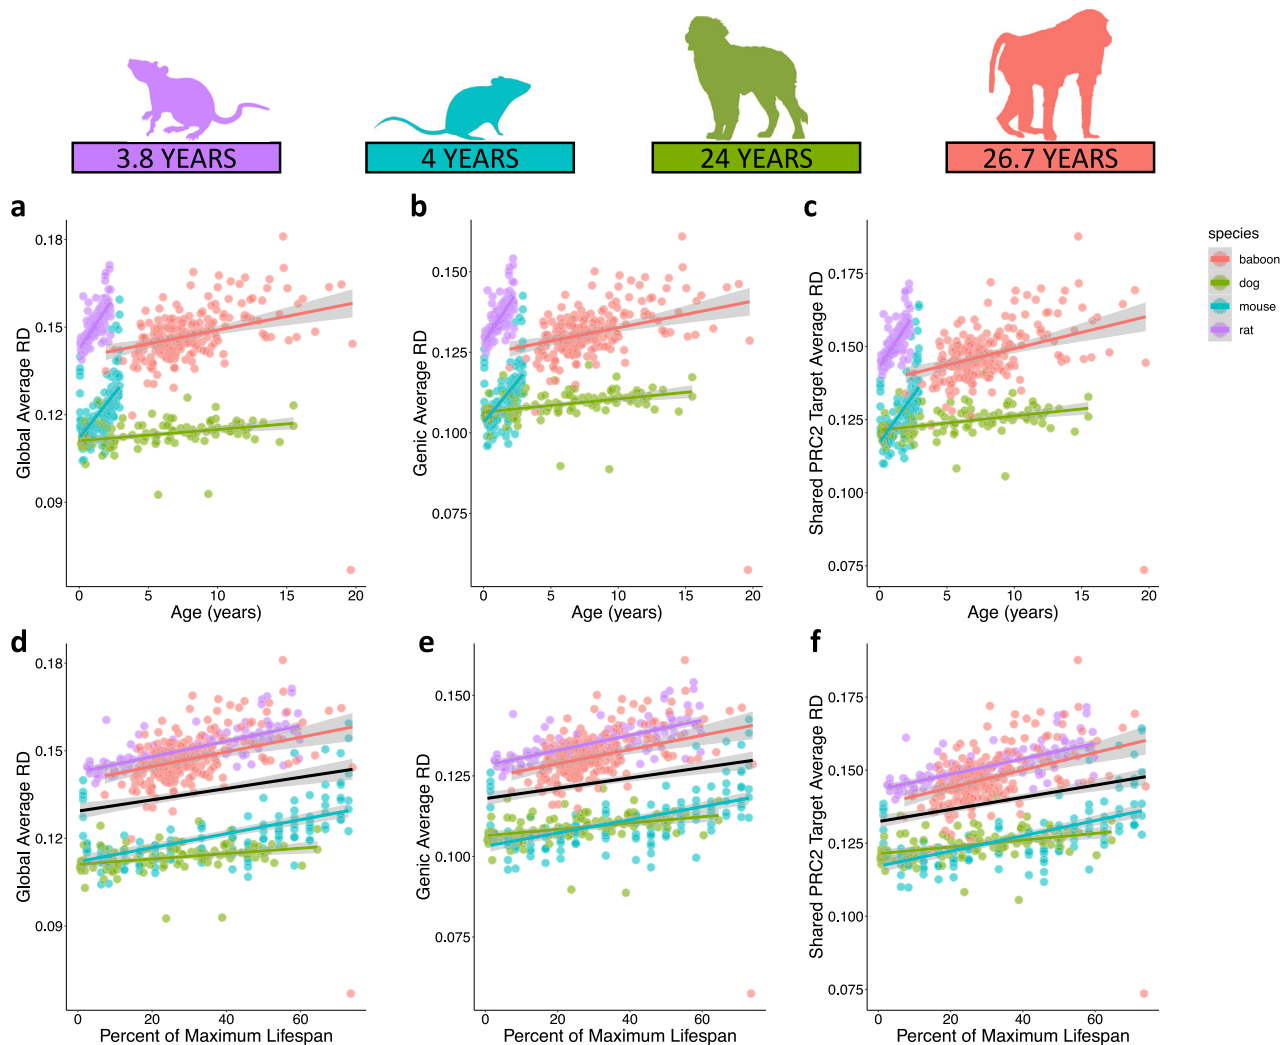 3.8 YEARS
4 YEARS
24 YEARS
26.7 YEARS
a
b
c
0.18
0.15
0.12
0.09
Global Average RD
0
5
10
15
20
Age (years)
0.150
0.125
0.100
0.075
Genic Average RD
0
5
10
15
20
Age (years)
0.175
0.150
0.125
0.100
0.075
Shared PRC2 Target Average RD
0
5
10
15
20
Age (years)
species
baboon
dog
mouse
rat
d
e
f
0.18
0.15
0.12
0.09
Global Average RD
0
20
40
60
Percent of Maximum Lifespan
0.150
0.125
0.100
0.075
Genic Average RD
0
20
40
60
Percent of Maximum Lifespan
0.175
0.150
0.125
0.100
0.075
Shared PRC2 Target Average RD
0
20
40
60
Percent of Maximum Lifespan